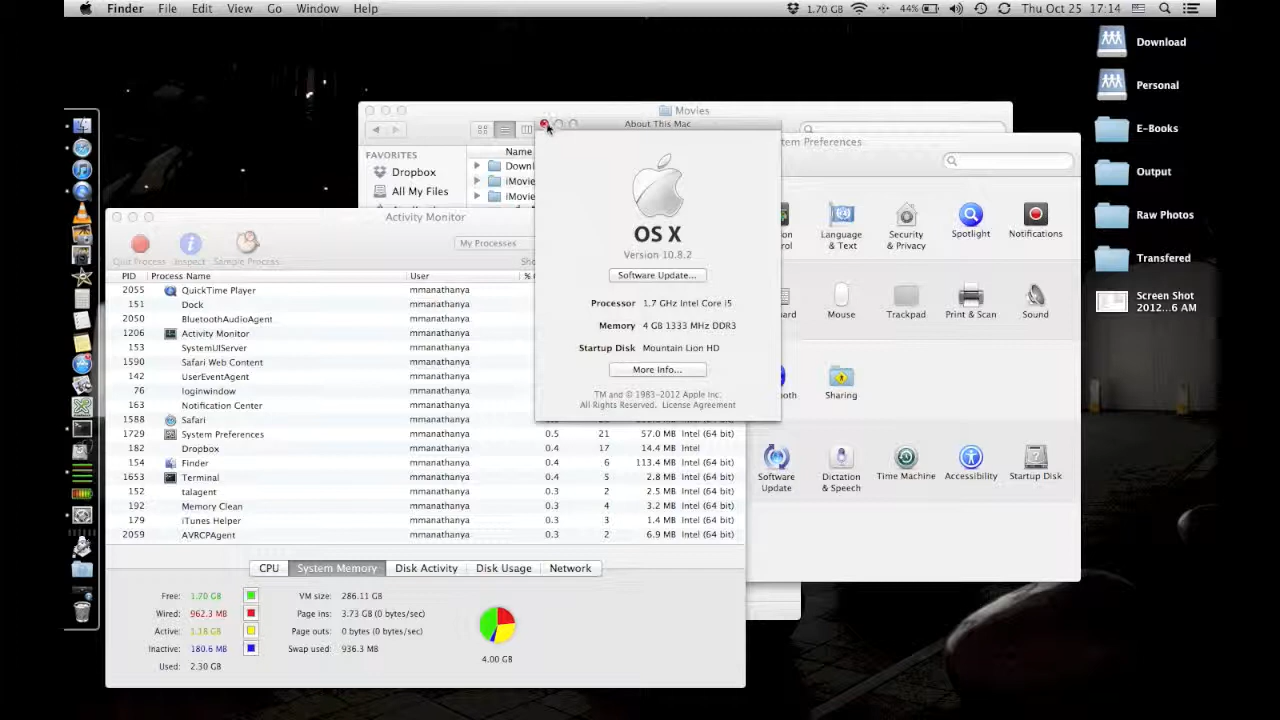 Finder File Edit View Go Window Help
1.70 GB 44% Thu Oct 25 17:14
Download
Personal
E-Books
Output
Raw Photos
Transfered
Screen Shot
2012...6 AM
Movies
FAVORITES
Dropbox
All My Files
Name
Downl
iMovie
iMovie
About This Mac
OS X
Version 10.8.2
Software Update...
Processor 1.7 GHz Intel Core i5
Memory 4 GB 1333 MHz DDR3
Startup Disk Mountain Lion HD
More Info...
TM and © 1983-2012 Apple Inc.
All Rights Reserved. License Agreement
tem Preferences
Language
& Text
Security
& Privacy
Spotlight
Notifications
Mouse
Trackpad
Print & Scan
Sound
Sharing
Software
Update
Dictation
& Speech
Time Machine
Accessibility
Startup Disk
Activity Monitor
Quit Process Inspect Sample Process
My Processes
PID Process Name User
2055 QuickTime Player mmanathanya
151 Dock mmanathanya
2050 BluetoothAudioAgent mmanathanya
1206 Activity Monitor mmanathanya
153 SystemUIServer mmanathanya
1590 Safari Web Content mmanathanya
142 UserEventAgent mmanathanya
76 loginwindow mmanathanya
163 Notification Center mmanathanya
1588 Safari mmanathanya
1729 System Preferences mmanathanya 0.5 21 57.0 MB Intel (64 bit)
182 Dropbox mmanathanya 0.4 17 14.4 MB Intel
154 Finder mmanathanya 0.4 6 113.4 MB Intel (64 bit)
1653 Terminal mmanathanya 0.4 5 2.8 MB Intel (64 bit)
152 talagent mmanathanya 0.3 2 2.5 MB Intel (64 bit)
192 Memory Clean mmanathanya 0.3 4 3.2 MB Intel (64 bit)
179 iTunes Helper mmanathanya 0.3 3 1.4 MB Intel (64 bit)
2059 AVRCPAgent mmanathanya 0.3 2 6.9 MB Intel (64 bit)
CPU System Memory Disk Activity Disk Usage Network
Free: 1.70 GB VM size: 286.11 GB
Wired: 962.3 MB Page ins: 3.73 GB (0 bytes/sec)
Active: 1.18 GB Page outs: 0 bytes (0 bytes/sec)
Inactive: 180.6 MB Swap used: 936.3 MB
Used: 2.30 GB
4.00 GB